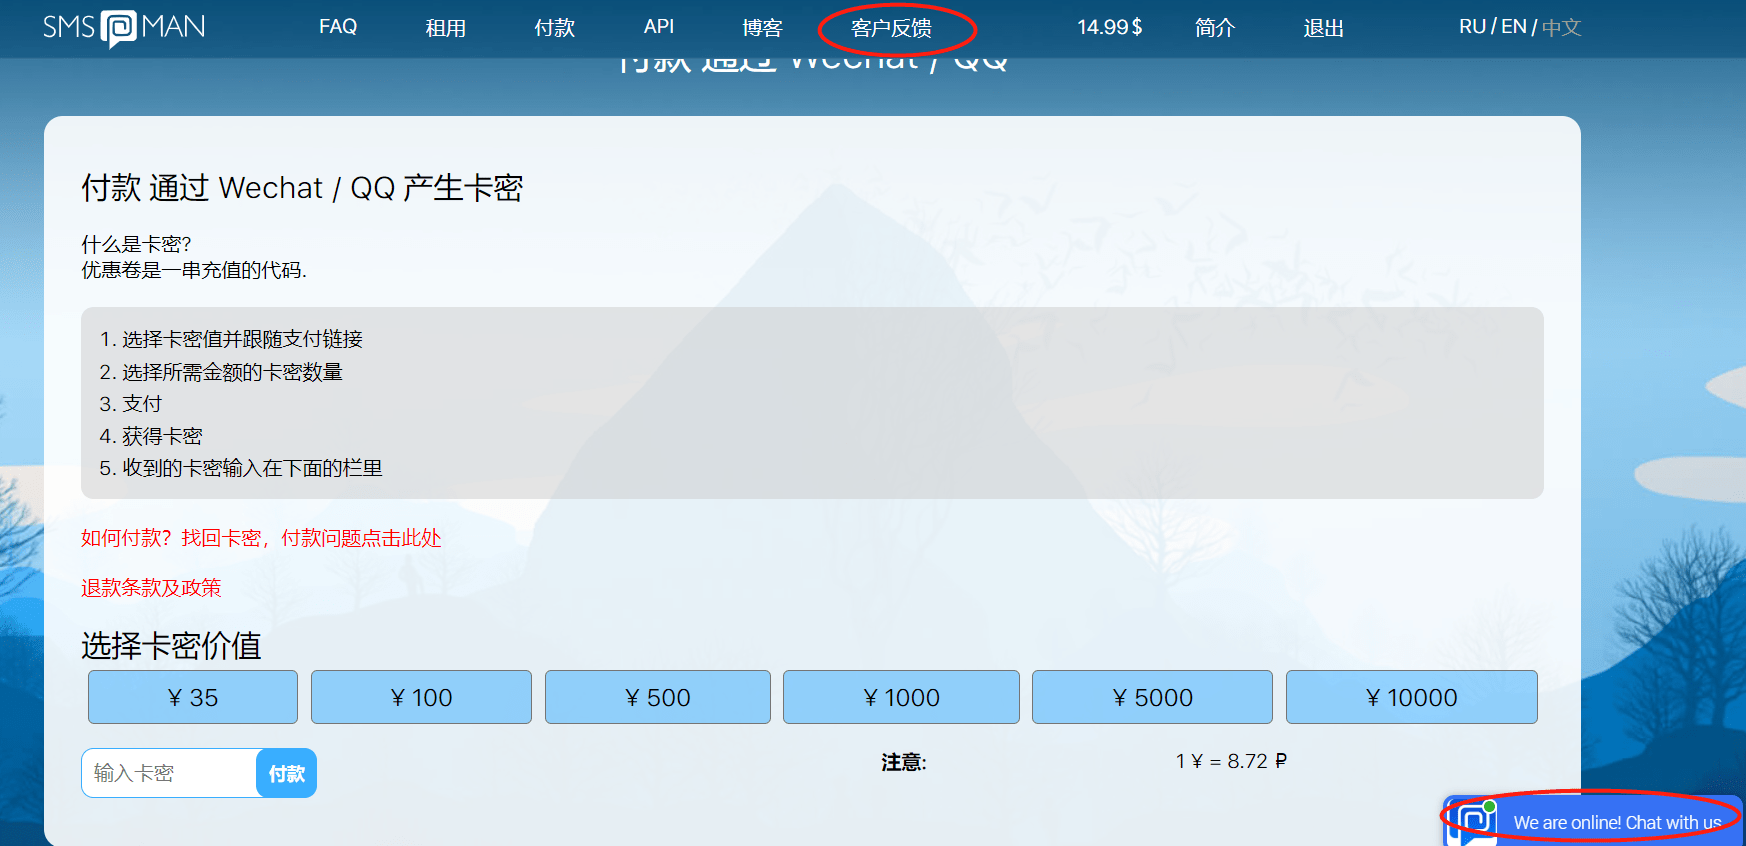 SMS MAN FAQ 租用 付款 API 博客 客户反馈 14.99$ 简介 退出 RU / EN / 中文
付款 通过 Wechat / QQ
付款 通过 Wechat / QQ 产生卡密
什么是卡密?
优惠卷是一串充值的代码.
1. 选择卡密值并跟随支付链接
2. 选择所需金额的卡密数量
3. 支付
4. 获得卡密
5. 收到的卡密输入在下面的栏里
如何付款? 找回卡密，付款问题点击此处
退款条款及政策
选择卡密价值
¥ 35 ¥ 100 ¥ 500 ¥ 1000 ¥ 5000 ¥ 10000
输入卡密 付款 注意: 1 ¥ = 8.72 ₽
We are online! Chat with us